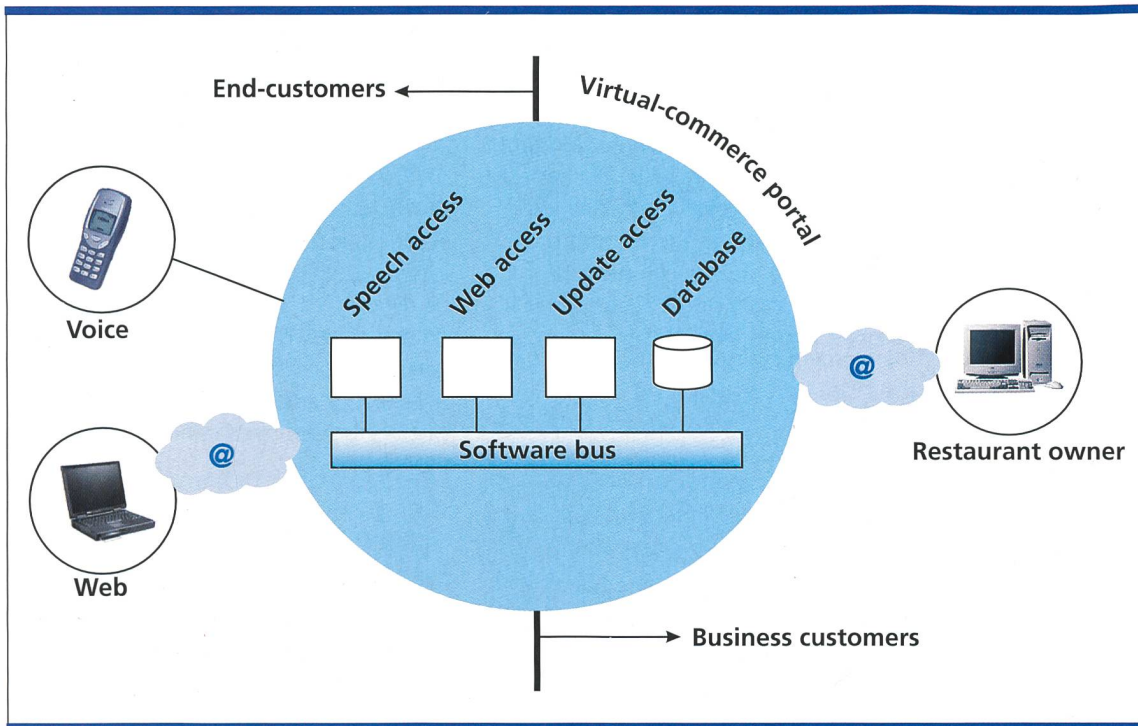 End-customers
Virtual-commerce portal
Speech access
Web access
Update access
Database
Voice
@
@
Software bus
Restaurant owner
Web
Business customers